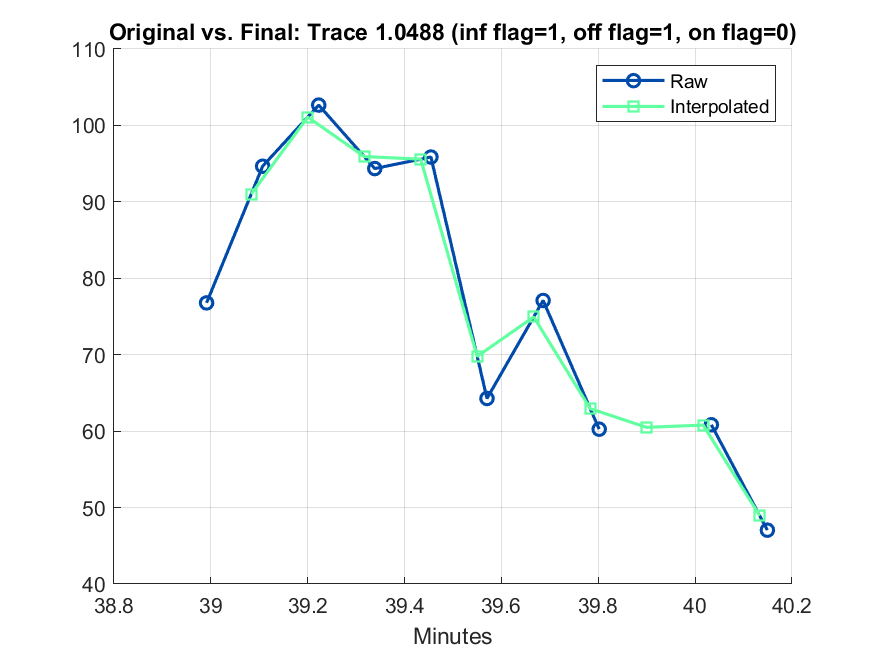 Original vs. Final: Trace 1.0488 (inf flag=1, off flag=1, on flag=0)
Raw
Interpolated
110
100
90
80
70
60
50
40
38.8 39 39.2 39.4 39.6 39.8 40 40.2
Minutes